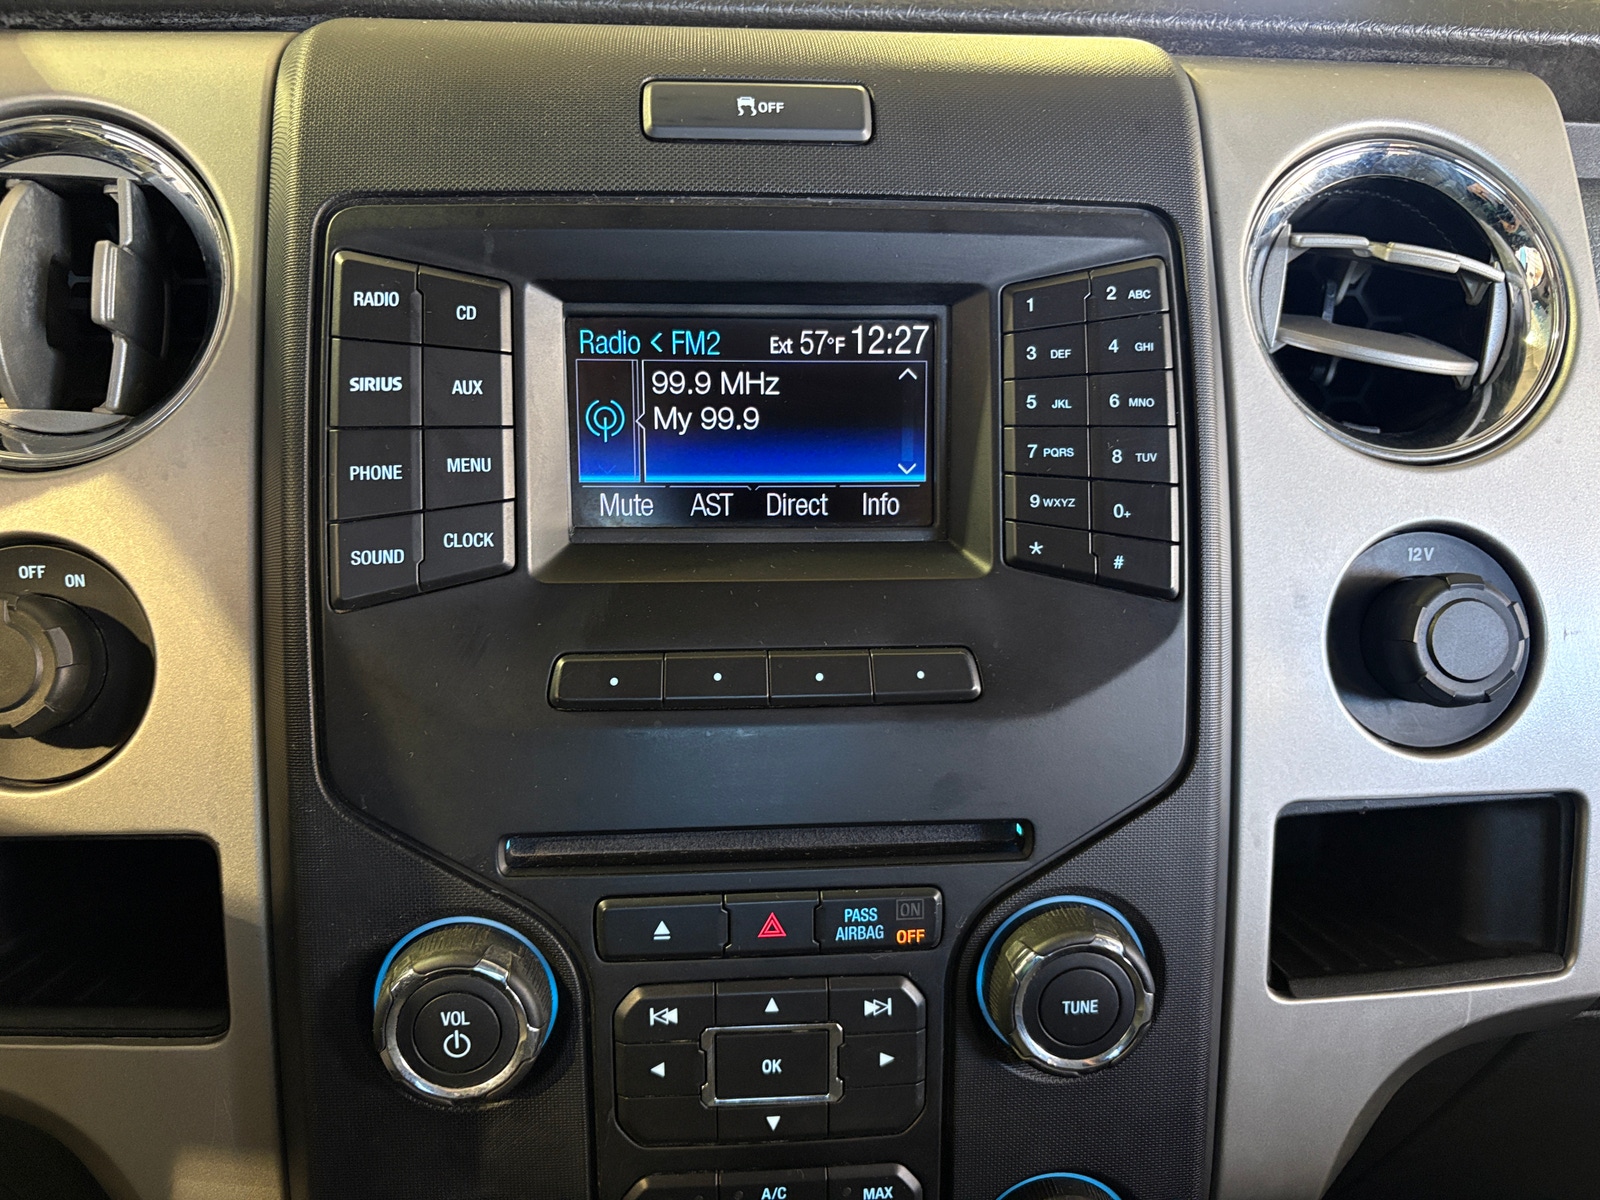 OFF
RADIO
CD
SIRIUS
AUX
PHONE
MENU
SOUND
CLOCK
Radio < FM2 Ext 57°F 12:27
99.9 MHz
My 99.9
Mute AST Direct Info
1
2 ABC
3 DEF
4 GHI
5 JKL
6 MNO
7 PQRS
8 TUV
9 WXYZ
0+
*
#
OFF ON
12V
PASS
AIRBAG
ON
OFF
VOL
OK
TUNE
A/C
MAX